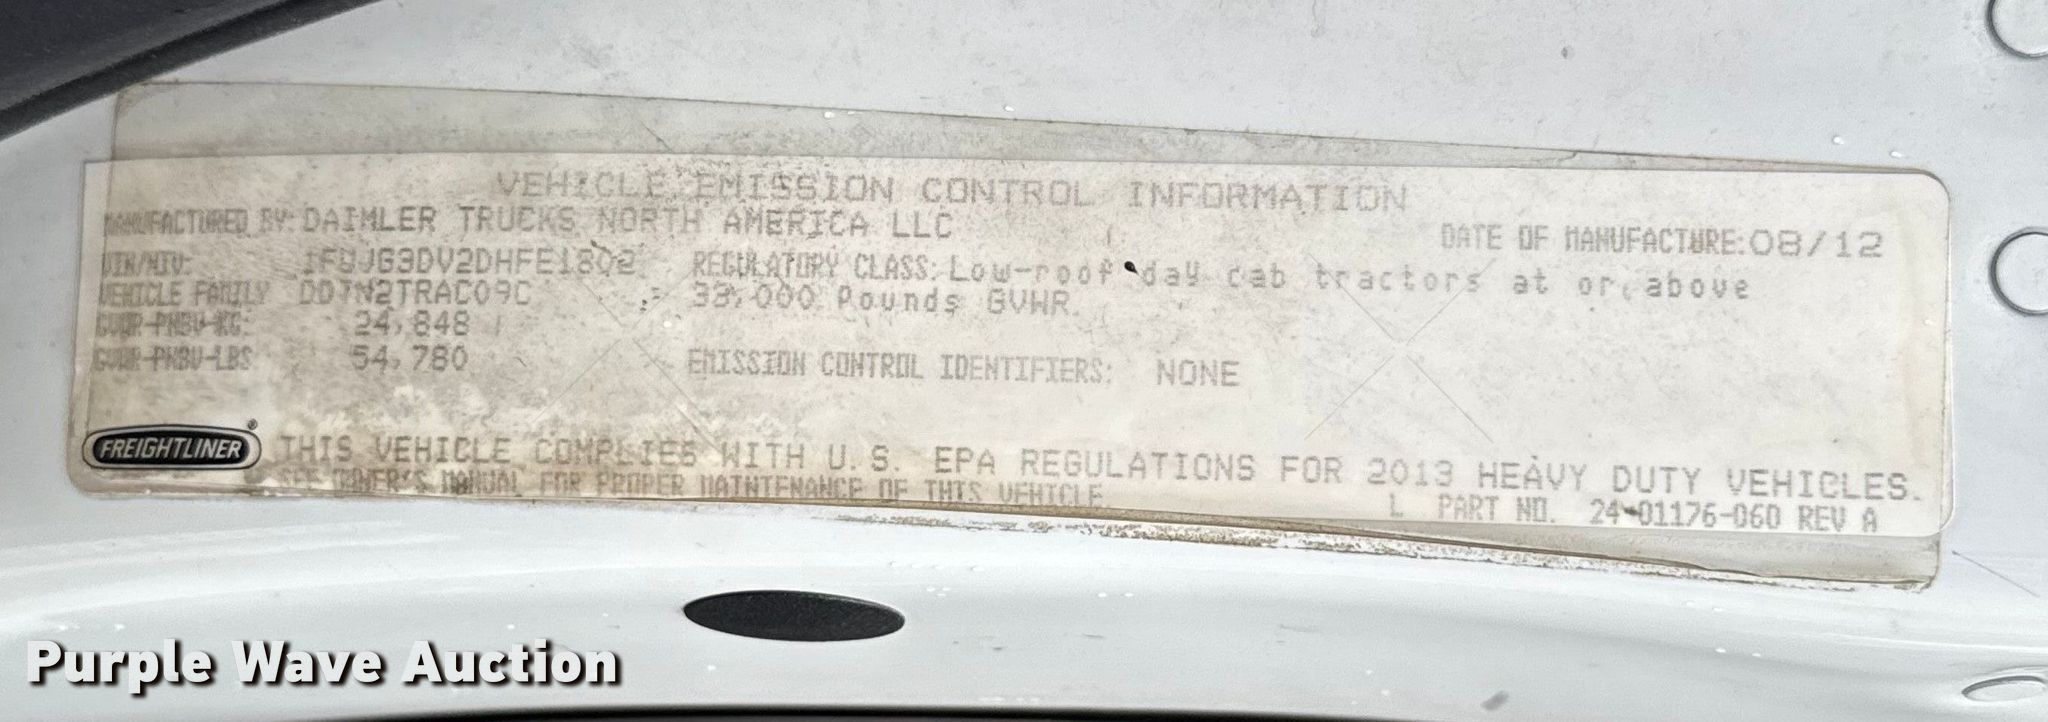 VEHICLE EMISSION CONTROL INFORMATION
MANUFACTURED BY: DAIMLER TRUCKS NORTH AMERICA LLC
DATE OF MANUFACTURE: 08/12
VIN/NIV:
REGULATORY CLASS: Low-roof day cab tractors at or above
33,000 Pounds GVWR.
VEHICLE FAMILY
GVWR-PNBV-KG: 24,848
GVWR-PNBV-LBS 54,780
EMISSION CONTROL IDENTIFIERS: NONE
FREIGHTLINER®
THIS VEHICLE COMPLIES WITH U.S. EPA REGULATIONS FOR 2013 HEAVY DUTY VEHICLES.
SEE OWNER'S MANUAL FOR PROPER MAINTENANCE OF THIS VEHICLE
L PART NO. 24-01176-060 REV A
Purple Wave Auction